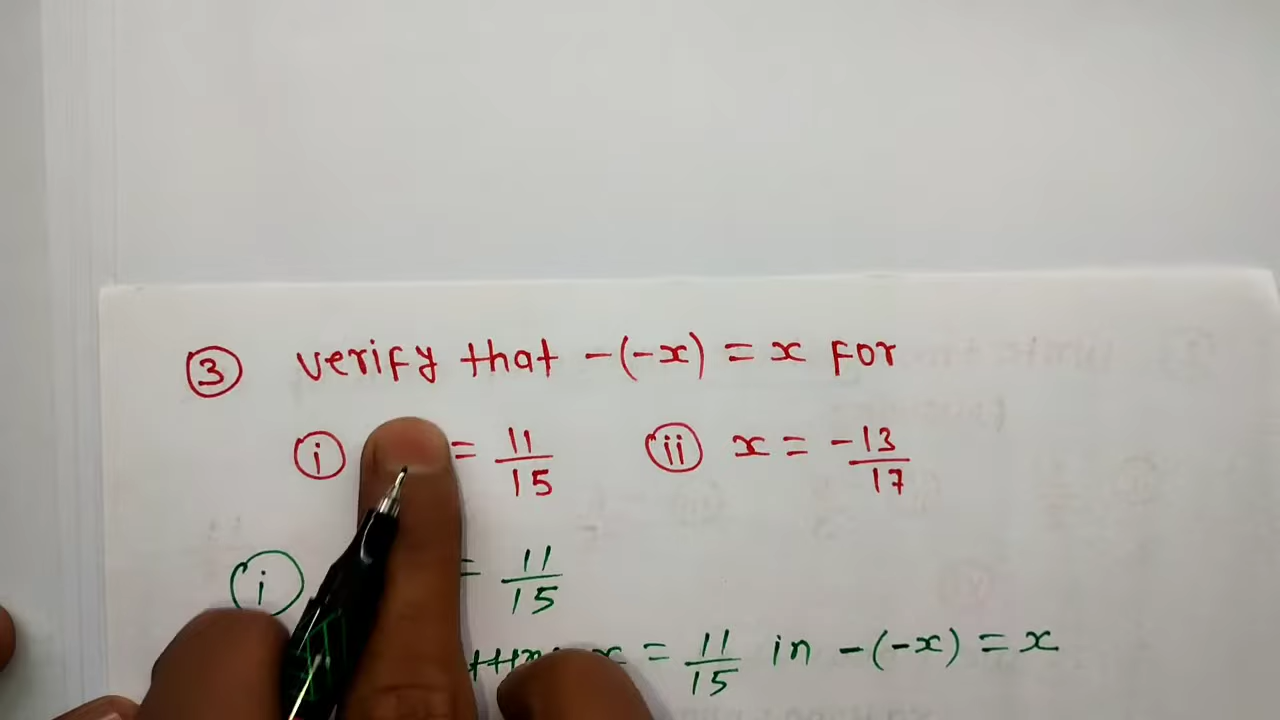 ③ verify that -(-x) = x for
ⓘ = 11/15 ⓘⓘ x = -13/17
ⓘ = 11/15
x = 11/15 in -(-x) = x